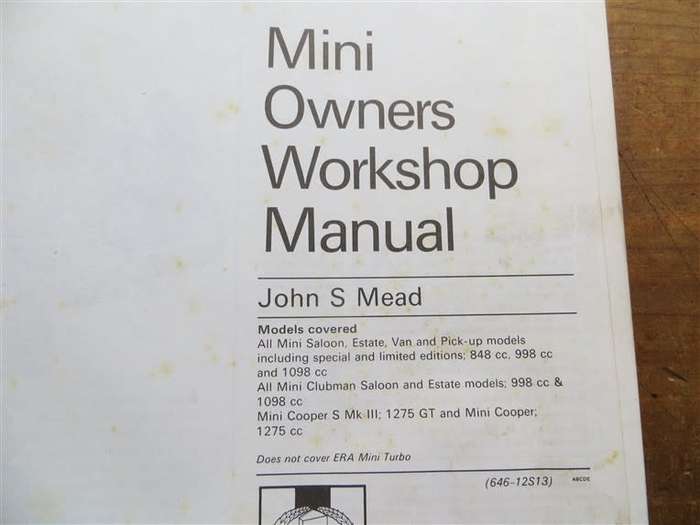 Mini
Owners
Workshop
Manual
John S Mead
Models covered
All Mini Saloon, Estate, Van and Pick-up models
including special and limited editions; 848 cc, 998 cc
and 1098 cc
All Mini Clubman Saloon and Estate models; 998 cc &
1098 cc
Mini Cooper S Mk III; 1275 GT and Mini Cooper;
1275 cc
Does not cover ERA Mini Turbo
(646-12S13) ABCDE